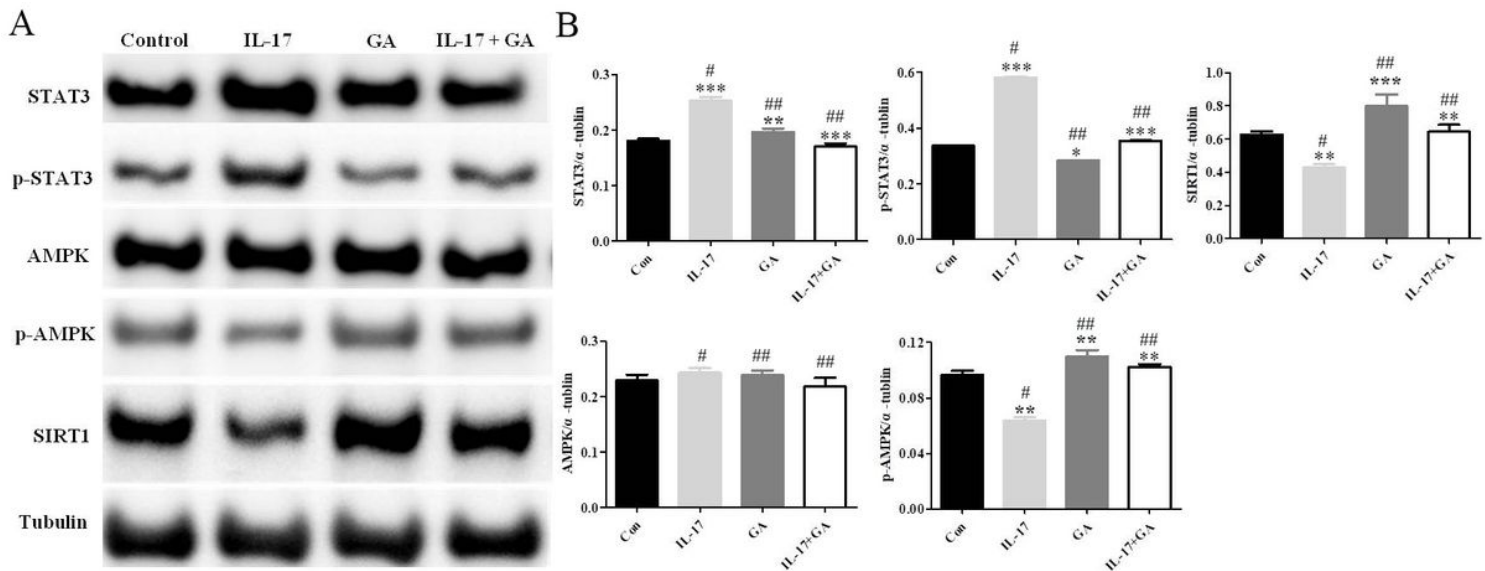 A
Control IL-17 GA IL-17 + GA
STAT3
p-STAT3
AMPK
p-AMPK
SIRT1
Tubulin
B
STAT3/α -tublin
0.3
0.2
0.1
0.0
# ## ##
*** ** ***
Con IL-17 GA IL-17+GA
p-STAT3/α -tublin
0.6
0.4
0.2
0.0
# ## ##
*** * ***
Con IL-17 GA IL-17+GA
SIRT1/α -tublin
1.0
0.8
0.6
0.4
0.2
0.0
# ## ##
** *** **
Con IL-17 GA IL-17+GA
AMPK/α -tublin
0.3
0.2
0.1
0.0
# ## ##
Con IL-17 GA IL-17+GA
p-AMPK/α -tublin
0.12
0.08
0.04
0.00
# ## ##
** ** **
Con IL-17 GA IL-17+GA